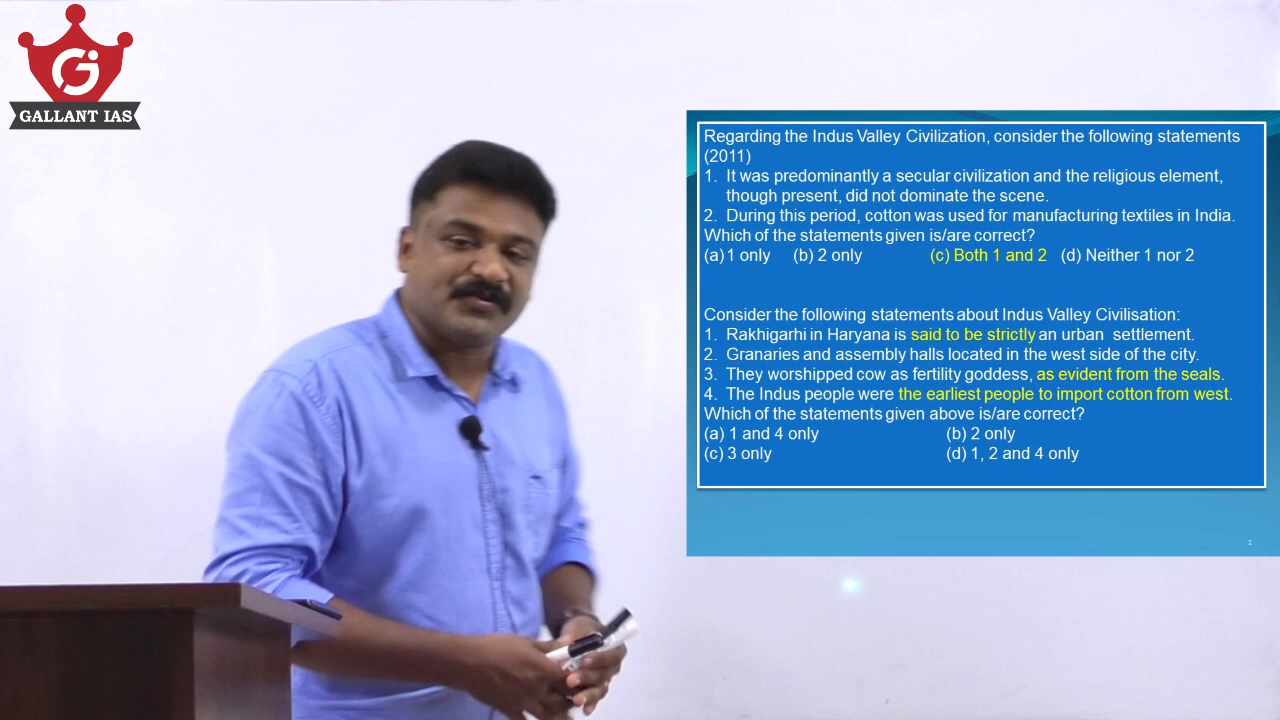 GALLANT IAS
Regarding the Indus Valley Civilization, consider the following statements
(2011)
1. It was predominantly a secular civilization and the religious element,
though present, did not dominate the scene.
2. During this period, cotton was used for manufacturing textiles in India.
Which of the statements given is/are correct?
(a) 1 only (b) 2 only (c) Both 1 and 2 (d) Neither 1 nor 2
Consider the following statements about Indus Valley Civilisation:
1. Rakhigarhi in Haryana is said to be strictly an urban settlement.
2. Granaries and assembly halls located in the west side of the city.
3. They worshipped cow as fertility goddess, as evident from the seals.
4. The Indus people were the earliest people to import cotton from west.
Which of the statements given above is/are correct?
(a) 1 and 4 only (b) 2 only
(c) 3 only (d) 1, 2 and 4 only
1